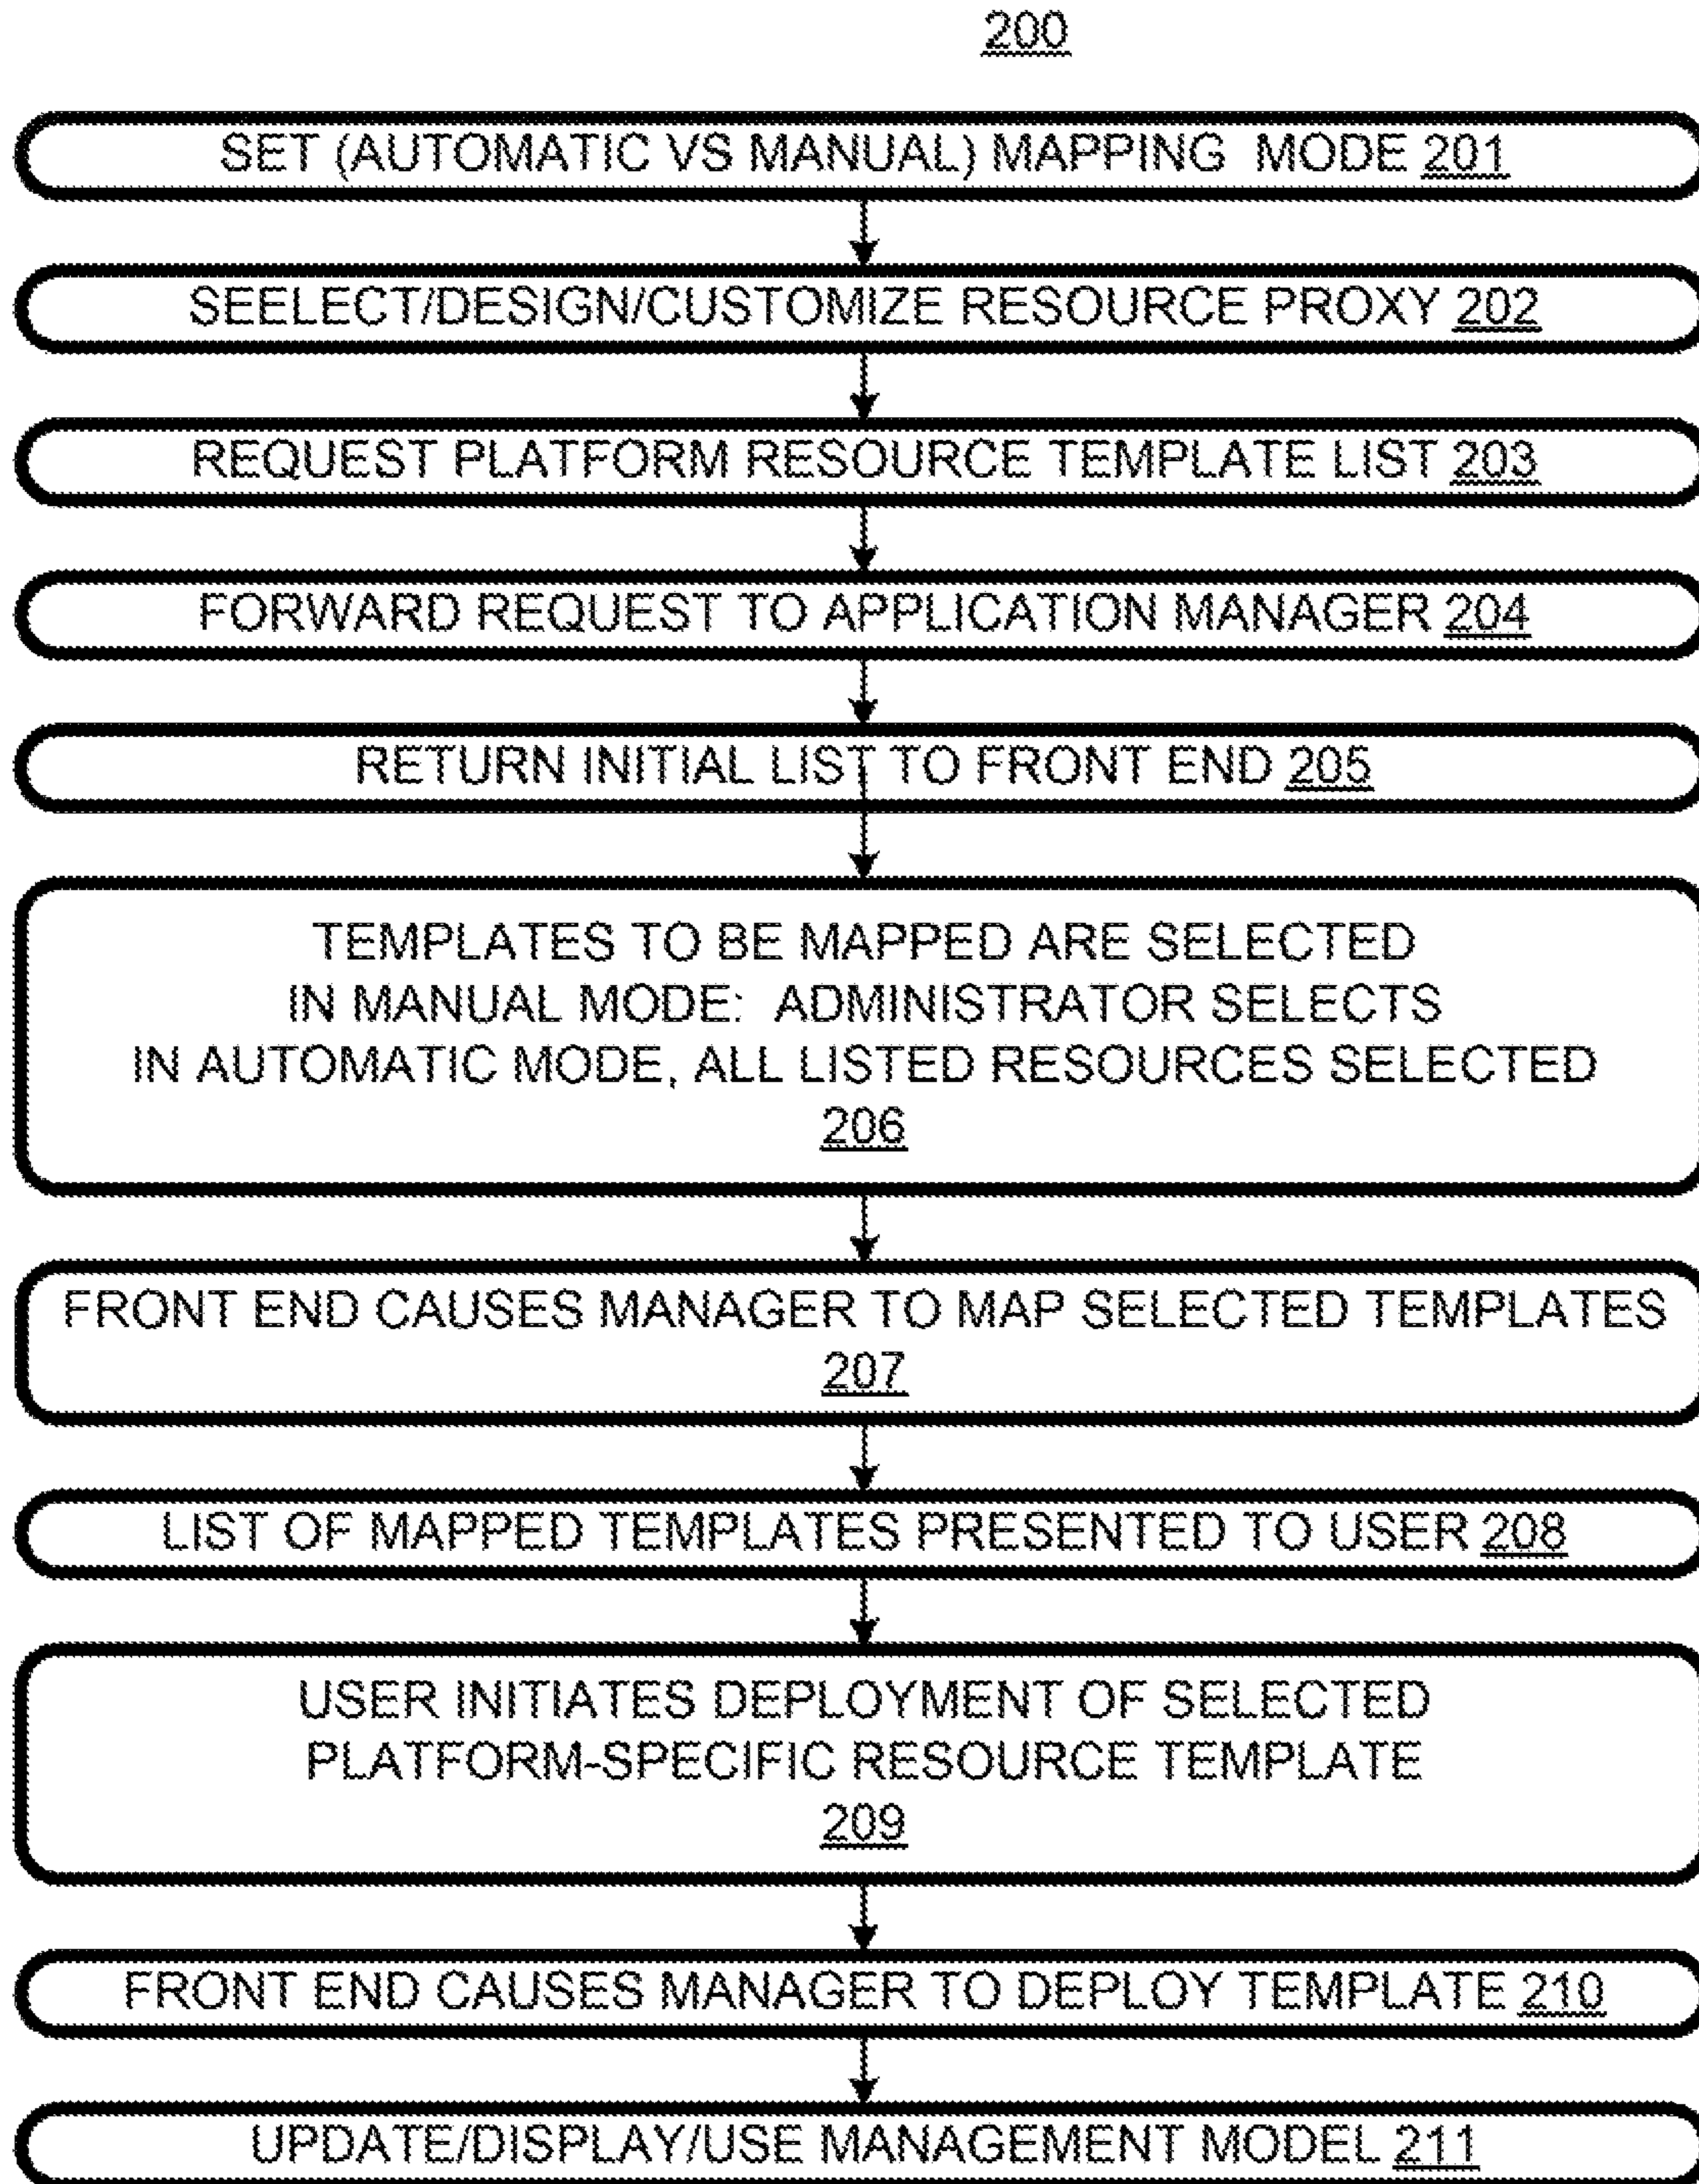 200
SET (AUTOMATIC VS MANUAL) MAPPING MODE 201
SEELECT/DESIGN/CUSTOMIZE RESOURCE PROXY 202
REQUEST PLATFORM RESOURCE TEMPLATE LIST 203
FORWARD REQUEST TO APPLICATION MANAGER 204
RETURN INITIAL LIST TO FRONT END 205
TEMPLATES TO BE MAPPED ARE SELECTED
IN MANUAL MODE: ADMINISTRATOR SELECTS
IN AUTOMATIC MODE, ALL LISTED RESOURCES SELECTED
206
FRONT END CAUSES MANAGER TO MAP SELECTED TEMPLATES
207
LIST OF MAPPED TEMPLATES PRESENTED TO USER 208
USER INITIATES DEPLOYMENT OF SELECTED
PLATFORM-SPECIFIC RESOURCE TEMPLATE
209
FRONT END CAUSES MANAGER TO DEPLOY TEMPLATE 210
UPDATE/DISPLAY/USE MANAGEMENT MODEL 211